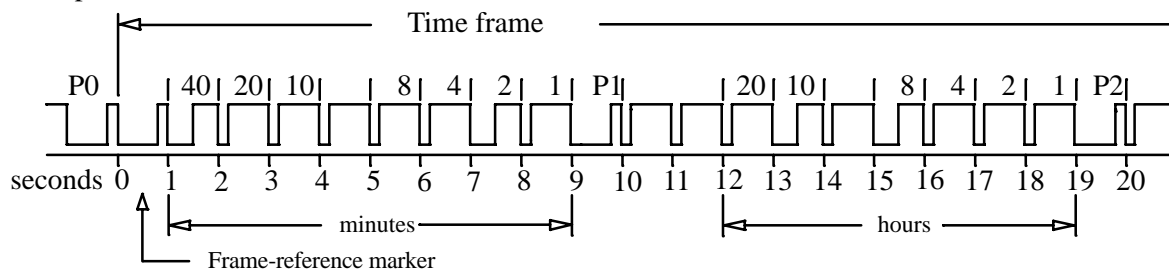 Time frame
P0 40 20 10 8 4 2 1 P1 20 10 8 4 2 1 P2
seconds 0 1 2 3 4 5 6 7 8 9 10 11 12 13 14 15 16 17 18 19 20
minutes hours
Frame-reference marker